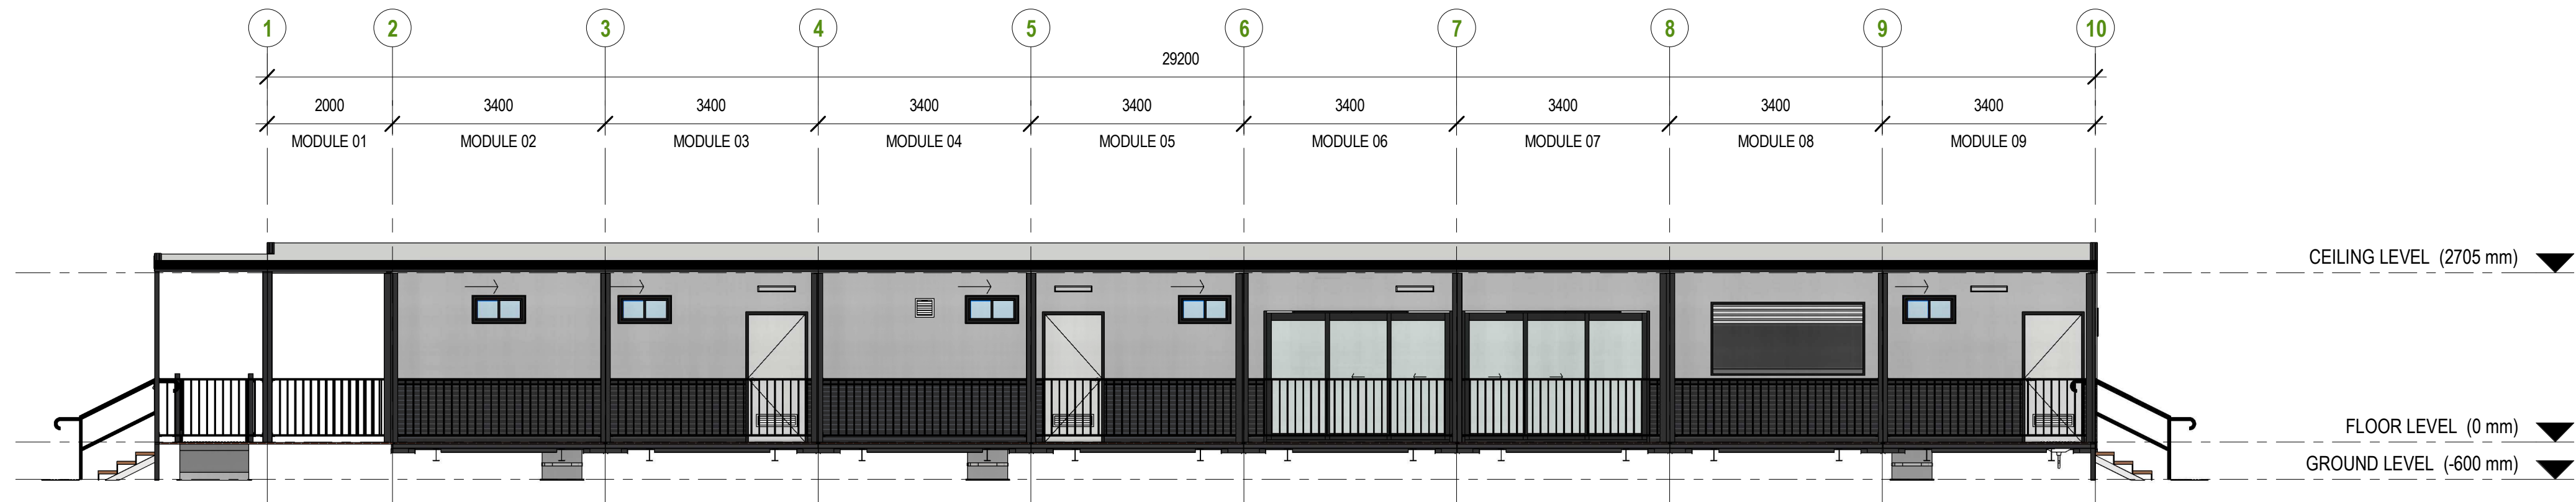 1 2 3 4 5 6 7 8 9 10
29200
2000 3400 3400 3400 3400 3400 3400 3400 3400
MODULE 01 MODULE 02 MODULE 03 MODULE 04 MODULE 05 MODULE 06 MODULE 07 MODULE 08 MODULE 09
CEILING LEVEL (2705 mm)
FLOOR LEVEL (0 mm)
GROUND LEVEL (-600 mm)